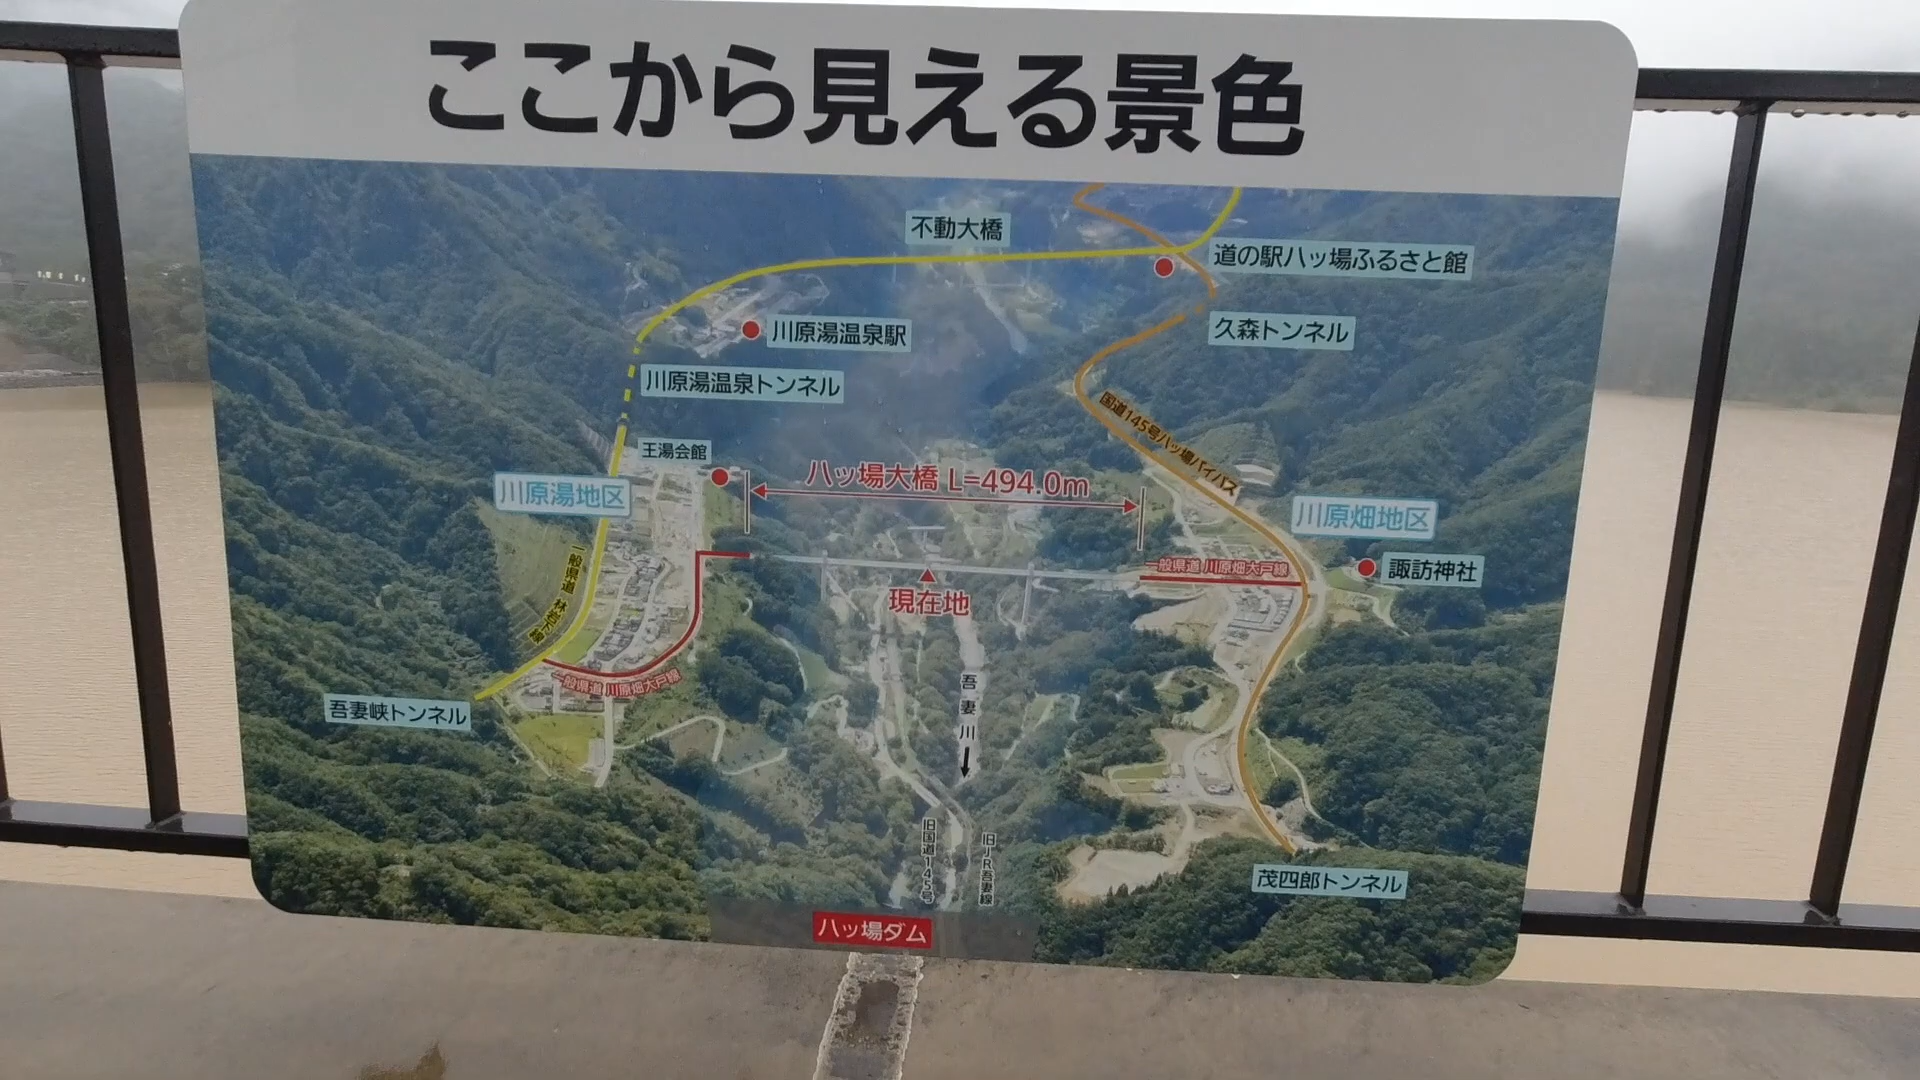 ここから見える景色
不動大橋
道の駅八ッ場ふるさと館
川原湯温泉駅
久森トンネル
川原湯温泉トンネル
国道145号八ッ場バイパス
王湯会館
八ッ場大橋 L=494.0m
川原湯地区
川原畑地区
一般県道 林岩下線
一般県道 川原畑大戸線
諏訪神社
現在地
一般県道 川原畑大戸線
吾妻川
吾妻峡トンネル
旧国道145号
旧JR吾妻線
茂四郎トンネル
八ッ場ダム